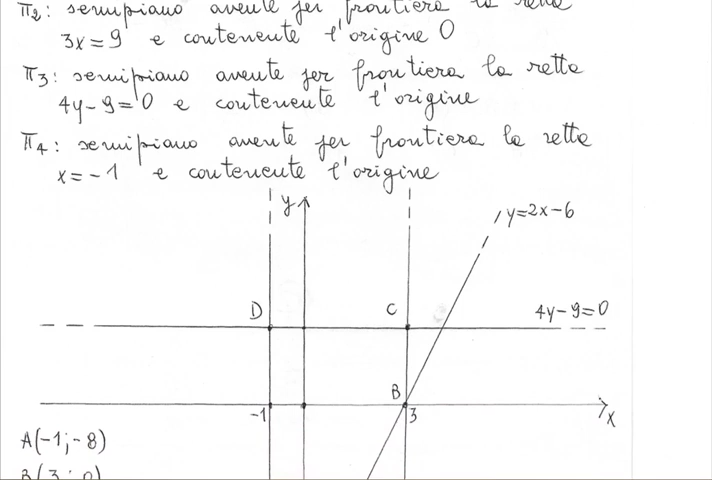 π2: semipiano avente per frontiera la retta
3x=9 e contenente l'origine O
π3: semipiano avente per frontiera la retta
4y-9=0 e contenente l'origine
π4: semipiano avente per frontiera la retta
x=-1 e contenente l'origine
y
y=2x-6
D
C
4y-9=0
B
-1
3
x
A(-1;-8)
B(3;0)